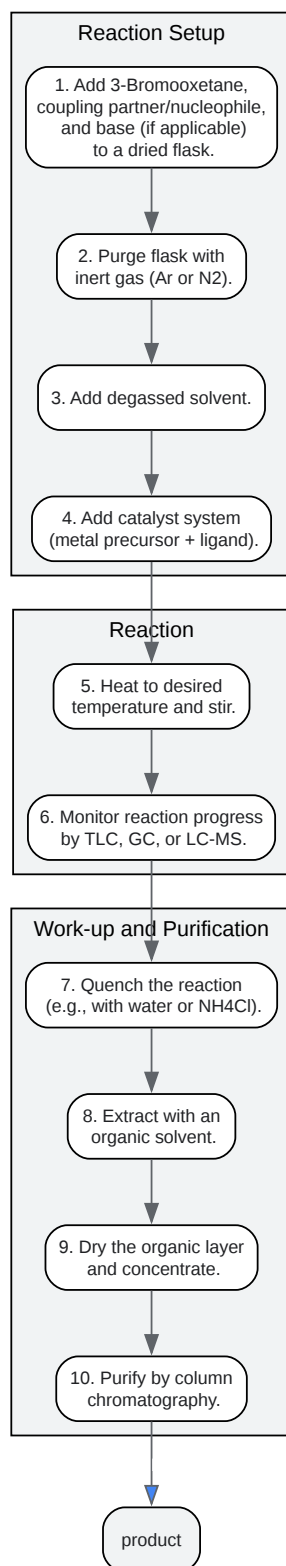 Reaction Setup
1. Add 3-Bromooxetane,
coupling partner/nucleophile,
and base (if applicable)
to a dried flask.
2. Purge flask with
inert gas (Ar or N2).
3. Add degassed solvent.
4. Add catalyst system
(metal precursor + ligand).
Reaction
5. Heat to desired
temperature and stir.
6. Monitor reaction progress
by TLC, GC, or LC-MS.
Work-up and Purification
7. Quench the reaction
(e.g., with water or NH4Cl).
8. Extract with an
organic solvent.
9. Dry the organic layer
and concentrate.
10. Purify by column
chromatography.
product